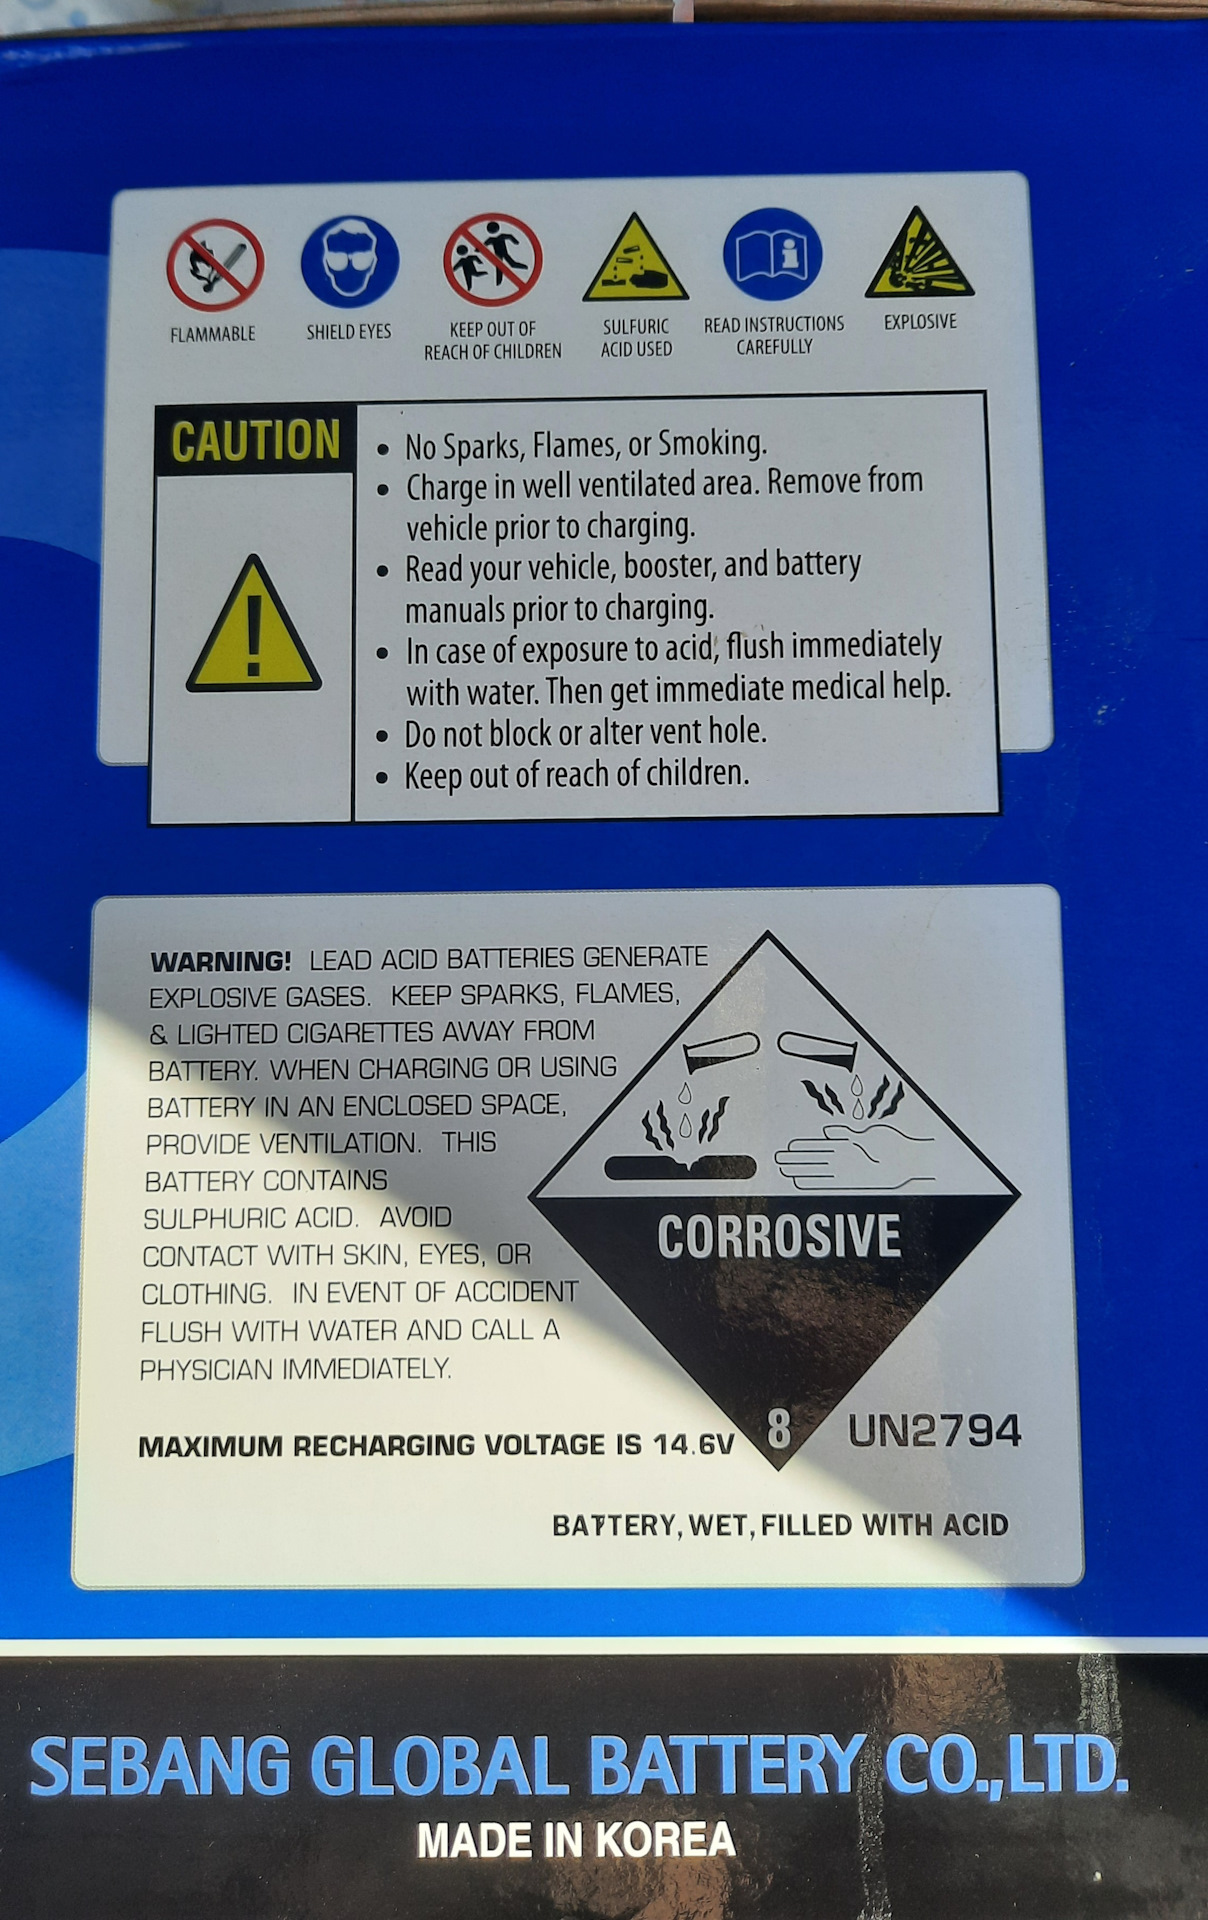 FLAMMABLE
SHIELD EYES
KEEP OUT OF
REACH OF CHILDREN
SULFURIC
ACID USED
READ INSTRUCTIONS
CAREFULLY
EXPLOSIVE
CAUTION
• No Sparks, Flames, or Smoking.
• Charge in well ventilated area. Remove from
vehicle prior to charging.
• Read your vehicle, booster, and battery
manuals prior to charging.
• In case of exposure to acid, flush immediately
with water. Then get immediate medical help.
• Do not block or alter vent hole.
• Keep out of reach of children.
WARNING! LEAD ACID BATTERIES GENERATE
EXPLOSIVE GASES. KEEP SPARKS, FLAMES,
& LIGHTED CIGARETTES AWAY FROM
BATTERY. WHEN CHARGING OR USING
BATTERY IN AN ENCLOSED SPACE,
PROVIDE VENTILATION. THIS
BATTERY CONTAINS
SULPHURIC ACID. AVOID
CONTACT WITH SKIN, EYES, OR
CLOTHING. IN EVENT OF ACCIDENT
FLUSH WITH WATER AND CALL A
PHYSICIAN IMMEDIATELY.
CORROSIVE
8
UN2794
MAXIMUM RECHARGING VOLTAGE IS 14.6V
BATTERY, WET, FILLED WITH ACID
SEBANG GLOBAL BATTERY CO.,LTD.
MADE IN KOREA